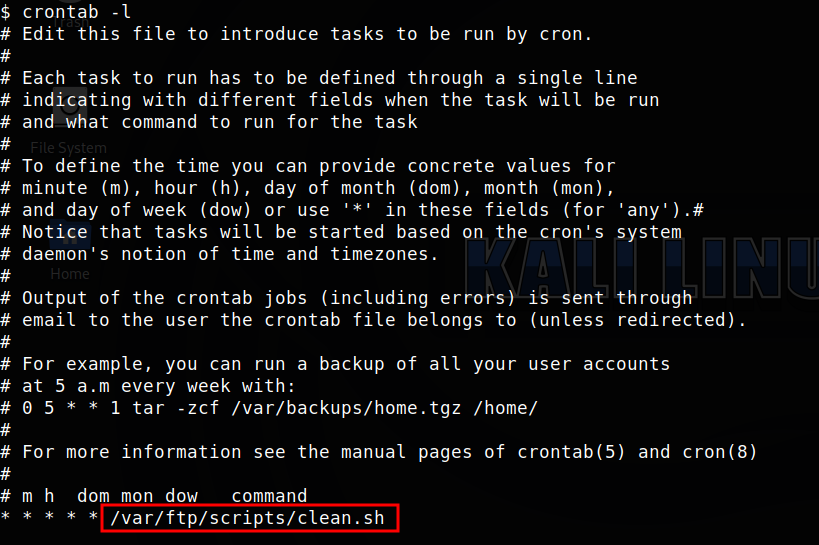 $ crontab -l
# Edit this file to introduce tasks to be run by cron.
#
# Each task to run has to be defined through a single line
# indicating with different fields when the task will be run
# and what command to run for the task
#
File System
# To define the time you can provide concrete values for
# minute (m), hour (h), day of month (dom), month (mon),
# and day of week (dow) or use '*' in these fields (for 'any').#
# Notice that tasks will be started based on the cron's system
# daemon's notion of time and timezones.
KALI LINU
#
Home
# Output of the crontab jobs (including errors) is sent through
# email to the user the crontab file belongs to (unless redirected).
#
# For example, you can run a backup of all your user accounts
# at 5 a.m every week with:
# 0 5 * * 1 tar -zcf /var/backups/home.tgz /home/
#
# For more information see the manual pages of crontab(5) and cron(8)
#
# m h  dom mon dow   command
* * * * * /var/ftp/scripts/clean.sh